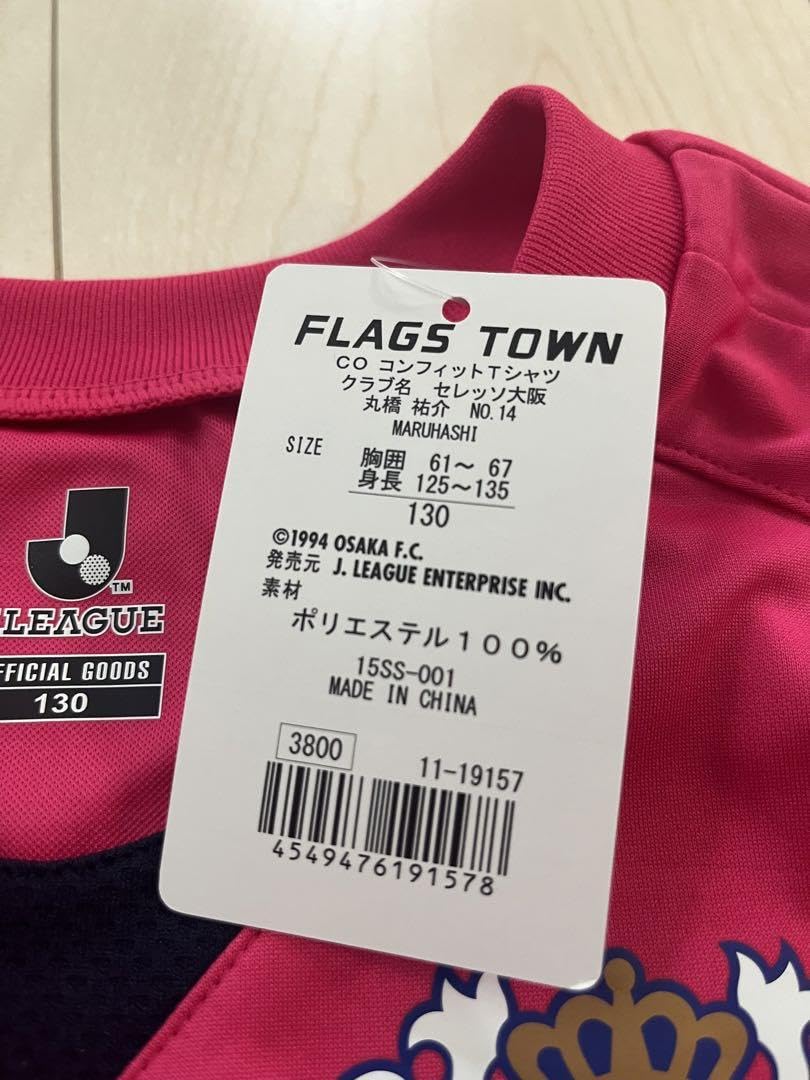 FLAGS TOWN
CO コンフィットTシャツ
クラブ名 セレッソ大阪
丸橋 祐介 NO.14
MARUHASHI
SIZE
胸囲 61〜 67
身長 125〜135
130
©1994 OSAKA F.C.
発売元 J. LEAGUE ENTERPRISE INC.
素材
ポリエステル100%
15SS-001
MADE IN CHINA
3800
11-19157
4549476191578
J
TM
.LEAGUE
FFICIAL GOODS
130